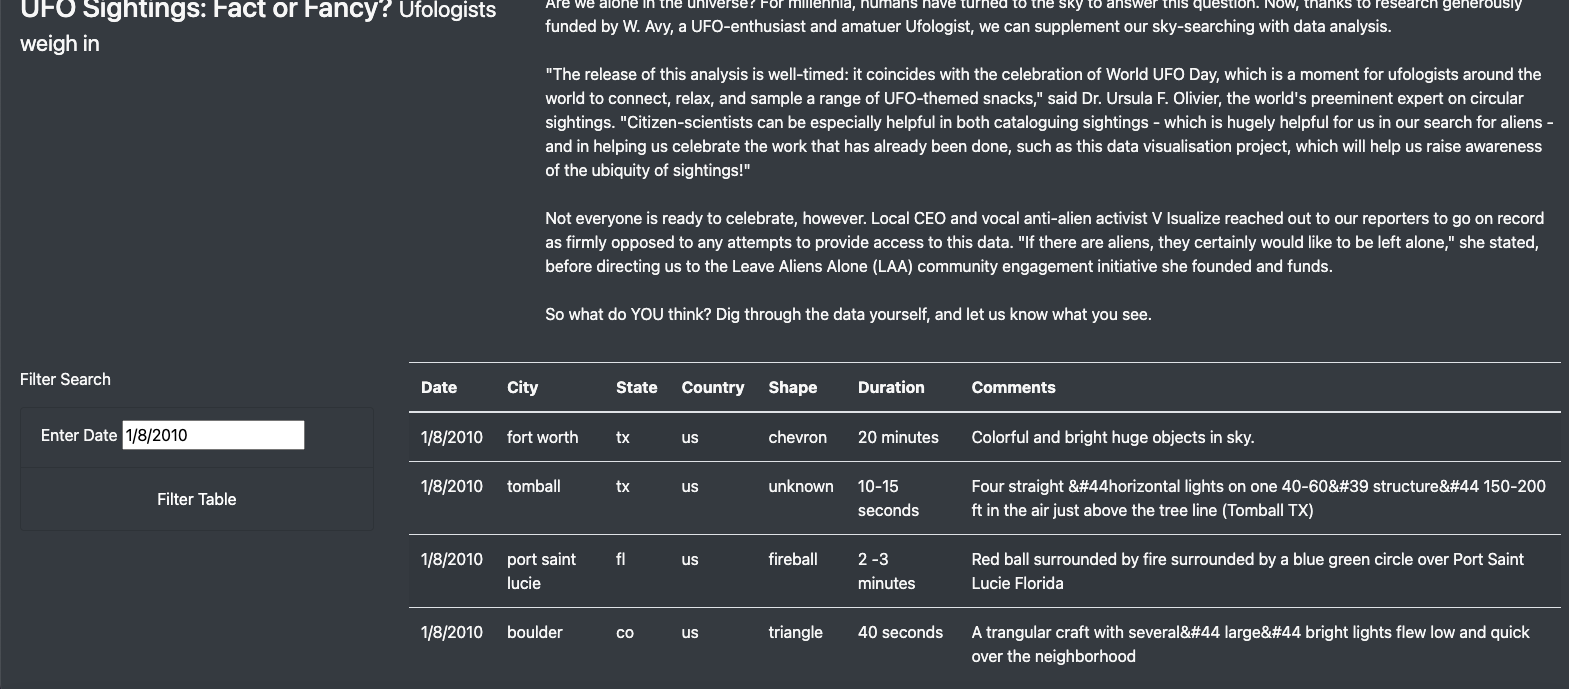 UFO Sightings: Fact or Fancy? Ufologists
weigh in
Are we alone in the universe? For millennia, humans have turned to the sky to answer this question. Now, thanks to research generously
funded by W. Avy, a UFO-enthusiast and amatuer Ufologist, we can supplement our sky-searching with data analysis.
"The release of this analysis is well-timed: it coincides with the celebration of World UFO Day, which is a moment for ufologists around the
world to connect, relax, and sample a range of UFO-themed snacks," said Dr. Ursula F. Olivier, the world's preeminent expert on circular
sightings. "Citizen-scientists can be especially helpful in both cataloguing sightings - which is hugely helpful for us in our search for aliens -
and in helping us celebrate the work that has already been done, such as this data visualisation project, which will help us raise awareness
of the ubiquity of sightings!"
Not everyone is ready to celebrate, however. Local CEO and vocal anti-alien activist V Isualize reached out to our reporters to go on record
as firmly opposed to any attempts to provide access to this data. "If there are aliens, they certainly would like to be left alone," she stated,
before directing us to the Leave Aliens Alone (LAA) community engagement initiative she founded and funds.
So what do YOU think? Dig through the data yourself, and let us know what you see.
Filter Search
Enter Date 1/8/2010
Filter Table
Date City State Country Shape Duration Comments
1/8/2010 fort worth tx us chevron 20 minutes Colorful and bright huge objects in sky.
1/8/2010 tomball tx us unknown 10-15 Four straight &#44horizontal lights on one 40-60&#39 structure&#44 150-200
seconds ft in the air just above the tree line (Tomball TX)
1/8/2010 port saint fl us fireball 2 -3 Red ball surrounded by fire surrounded by a blue green circle over Port Saint
lucie minutes Lucie Florida
1/8/2010 boulder co us triangle 40 seconds A trangular craft with several&#44 large&#44 bright lights flew low and quick
over the neighborhood